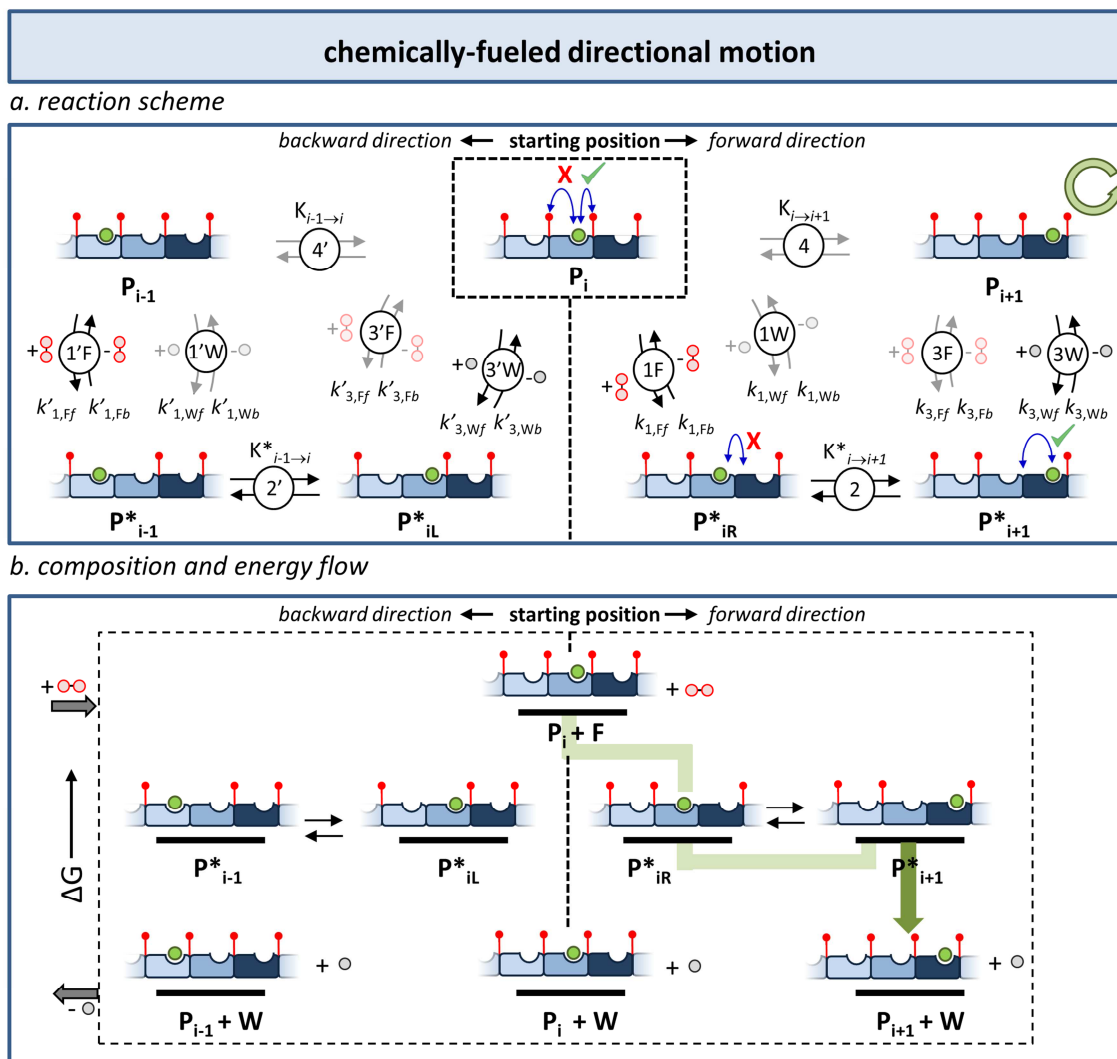 chemically-fueled directional motion
a. reaction scheme
backward direction ← starting position → forward direction
X ✓
K_{i-1→i}
4'
K_{i→i+1}
4
P_{i-1}
P_i
P_{i+1}
+ 1'F -
+ 1'W -
+ 3'F -
+ 3'W -
+ 1F -
+ 1W -
+ 3F -
+ 3W -
k'_{1,Ff} k'_{1,Fb}
k'_{1,Wf} k'_{1,Wb}
k'_{3,Ff} k'_{3,Fb}
k'_{3,Wf} k'_{3,Wb}
k_{1,Ff} k_{1,Fb}
k_{1,Wf} k_{1,Wb}
k_{3,Ff} k_{3,Fb}
k_{3,Wf} k_{3,Wb}
K*_{i-1→i}
2'
X
K*_{i→i+1}
2
✓
P*_{i-1}
P*_{iL}
P*_{iR}
P*_{i+1}
b. composition and energy flow
backward direction ← starting position → forward direction
+
+
P_i + F
ΔG
P*_{i-1}
P*_{iL}
P*_{iR}
P*_{i+1}
+
+
+
-
P_{i-1} + W
P_i + W
P_{i+1} + W